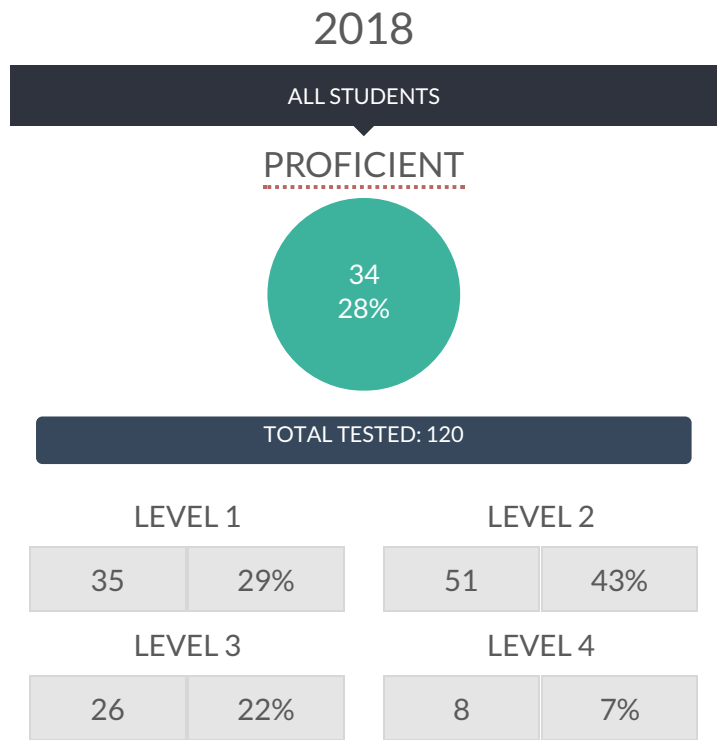 2018
ALL STUDENTS
PROFICIENT
34
28%
TOTAL TESTED: 120
LEVEL 1 LEVEL 2
35 29% 51 43%
LEVEL 3 LEVEL 4
26 22% 8 7%